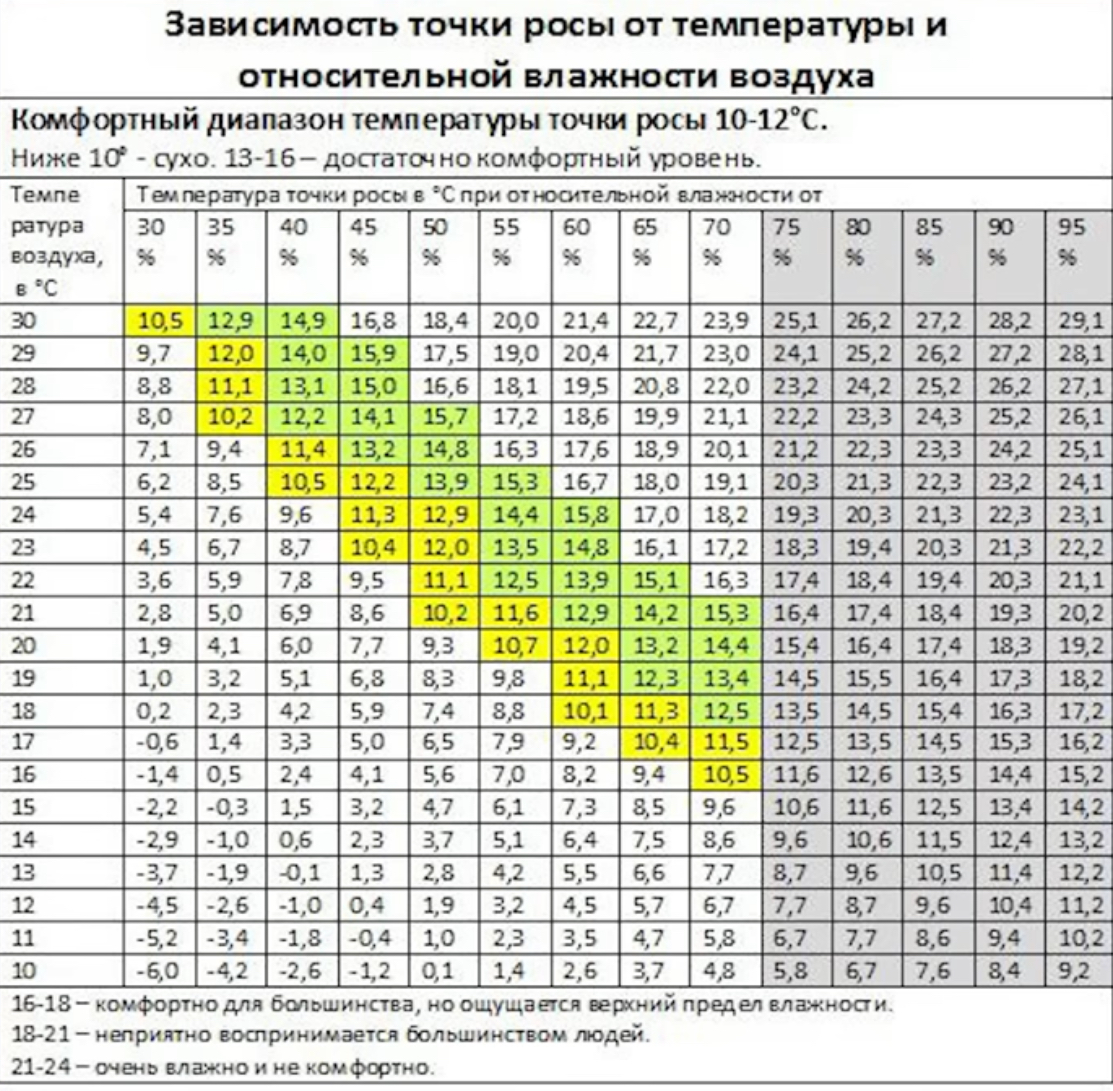 Зависимость точки росы от температуры и
относительной влажности воздуха
Комфортный диапазон температуры точки росы 10-12°C.
Ниже 10° - сухо. 13-16 – достаточно комфортный уровень.
Темпе
ратура
воздуха,
в °C
Температура точки росы в °C при относительной влажности от
30 % 35 % 40 % 45 % 50 % 55 % 60 % 65 % 70 % 75 % 80 % 85 % 90 % 95 %
30 10,5 12,9 14,9 16,8 18,4 20,0 21,4 22,7 23,9 25,1 26,2 27,2 28,2 29,1
29 9,7 12,0 14,0 15,9 17,5 19,0 20,4 21,7 23,0 24,1 25,2 26,2 27,2 28,1
28 8,8 11,1 13,1 15,0 16,6 18,1 19,5 20,8 22,0 23,2 24,2 25,2 26,2 27,1
27 8,0 10,2 12,2 14,1 15,7 17,2 18,6 19,9 21,1 22,2 23,3 24,3 25,2 26,1
26 7,1 9,4 11,4 13,2 14,8 16,3 17,6 18,9 20,1 21,2 22,3 23,3 24,2 25,1
25 6,2 8,5 10,5 12,2 13,9 15,3 16,7 18,0 19,1 20,3 21,3 22,3 23,2 24,1
24 5,4 7,6 9,6 11,3 12,9 14,4 15,8 17,0 18,2 19,3 20,3 21,3 22,3 23,1
23 4,5 6,7 8,7 10,4 12,0 13,5 14,8 16,1 17,2 18,3 19,4 20,3 21,3 22,2
22 3,6 5,9 7,8 9,5 11,1 12,5 13,9 15,1 16,3 17,4 18,4 19,4 20,3 21,1
21 2,8 5,0 6,9 8,6 10,2 11,6 12,9 14,2 15,3 16,4 17,4 18,4 19,3 20,2
20 1,9 4,1 6,0 7,7 9,3 10,7 12,0 13,2 14,4 15,4 16,4 17,4 18,3 19,2
19 1,0 3,2 5,1 6,8 8,3 9,8 11,1 12,3 13,4 14,5 15,5 16,4 17,3 18,2
18 0,2 2,3 4,2 5,9 7,4 8,8 10,1 11,3 12,5 13,5 14,5 15,4 16,3 17,2
17 -0,6 1,4 3,3 5,0 6,5 7,9 9,2 10,4 11,5 12,5 13,5 14,5 15,3 16,2
16 -1,4 0,5 2,4 4,1 5,6 7,0 8,2 9,4 10,5 11,6 12,6 13,5 14,4 15,2
15 -2,2 -0,3 1,5 3,2 4,7 6,1 7,3 8,5 9,6 10,6 11,6 12,5 13,4 14,2
14 -2,9 -1,0 0,6 2,3 3,7 5,1 6,4 7,5 8,6 9,6 10,6 11,5 12,4 13,2
13 -3,7 -1,9 -0,1 1,3 2,8 4,2 5,5 6,6 7,7 8,7 9,6 10,5 11,4 12,2
12 -4,5 -2,6 -1,0 0,4 1,9 3,2 4,5 5,7 6,7 7,7 8,7 9,6 10,4 11,2
11 -5,2 -3,4 -1,8 -0,4 1,0 2,3 3,5 4,7 5,8 6,7 7,7 8,6 9,4 10,2
10 -6,0 -4,2 -2,6 -1,2 0,1 1,4 2,6 3,7 4,8 5,8 6,7 7,6 8,4 9,2
16-18 – комфортно для большинства, но ощущается верхний предел влажности.
18-21 – неприятно воспринимается большинством людей.
21-24 – очень влажно и не комфортно.